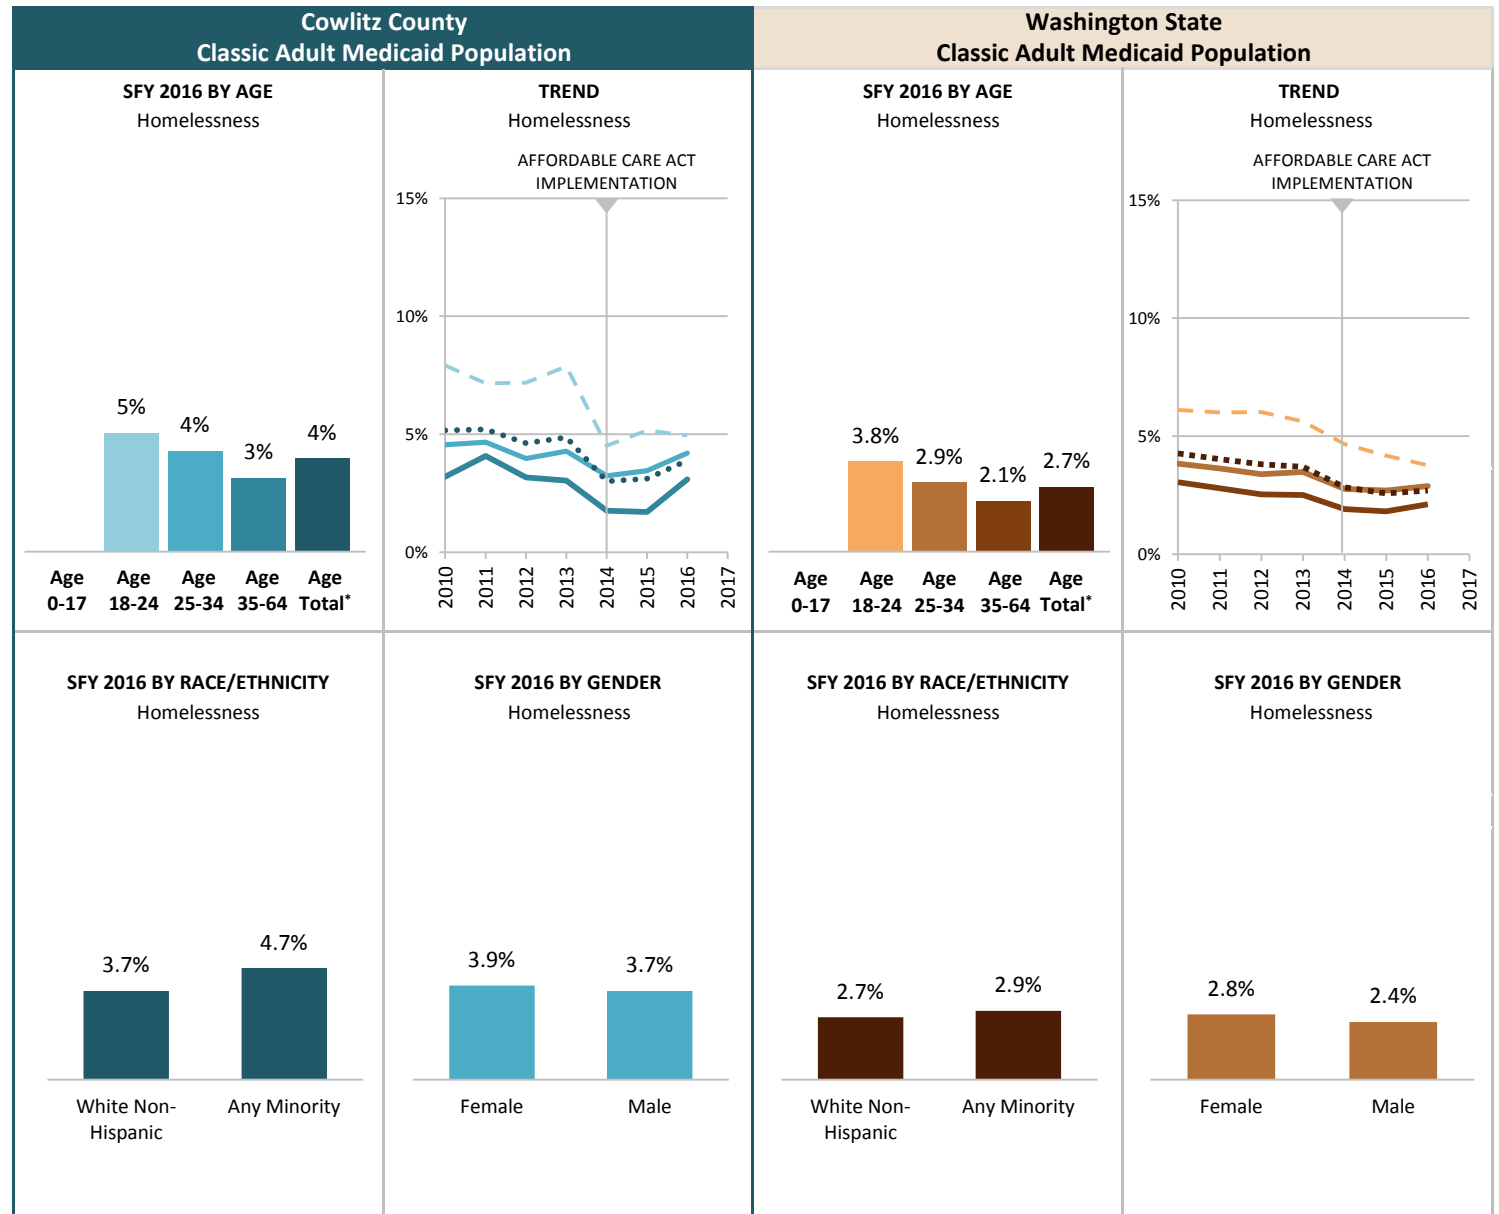 Cowlitz County
Classic Adult Medicaid Population
Washington State
Classic Adult Medicaid Population
SFY 2016 BY AGE
Homelessness
5%
4%
3%
4%
Age
0-17
Age
18-24
Age
25-34
Age
35-64
Age
Total*
TREND
Homelessness
AFFORDABLE CARE ACT
IMPLEMENTATION
15%
10%
5%
0%
2010
2011
2012
2013
2014
2015
2016
2017
SFY 2016 BY AGE
Homelessness
3.8%
2.9%
2.1%
2.7%
Age
0-17
Age
18-24
Age
25-34
Age
35-64
Age
Total*
TREND
Homelessness
AFFORDABLE CARE ACT
IMPLEMENTATION
15%
10%
5%
0%
2010
2011
2012
2013
2014
2015
2016
2017
SFY 2016 BY RACE/ETHNICITY
Homelessness
3.7%
4.7%
White Non-
Hispanic
Any Minority
SFY 2016 BY GENDER
Homelessness
3.9%
3.7%
Female
Male
SFY 2016 BY RACE/ETHNICITY
Homelessness
2.7%
2.9%
White Non-
Hispanic
Any Minority
SFY 2016 BY GENDER
Homelessness
2.8%
2.4%
Female
Male